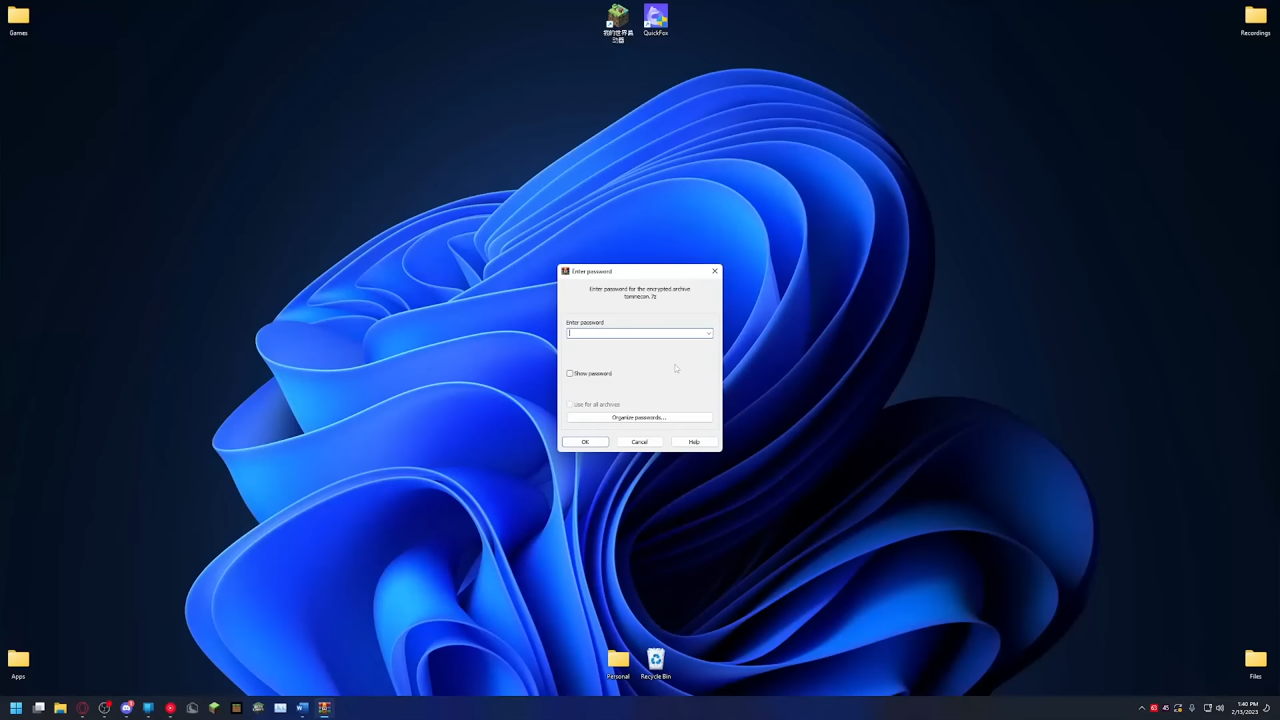 Games
我的世界启
动器
QuickFox
Recordings
Enter password
Enter password for the encrypted archive
Enter password
Show password
Use for all archives
Organize passwords...
OK
Cancel
Help
Apps
Personal
Recycle Bin
Files
1:40 PM
2/13/2023